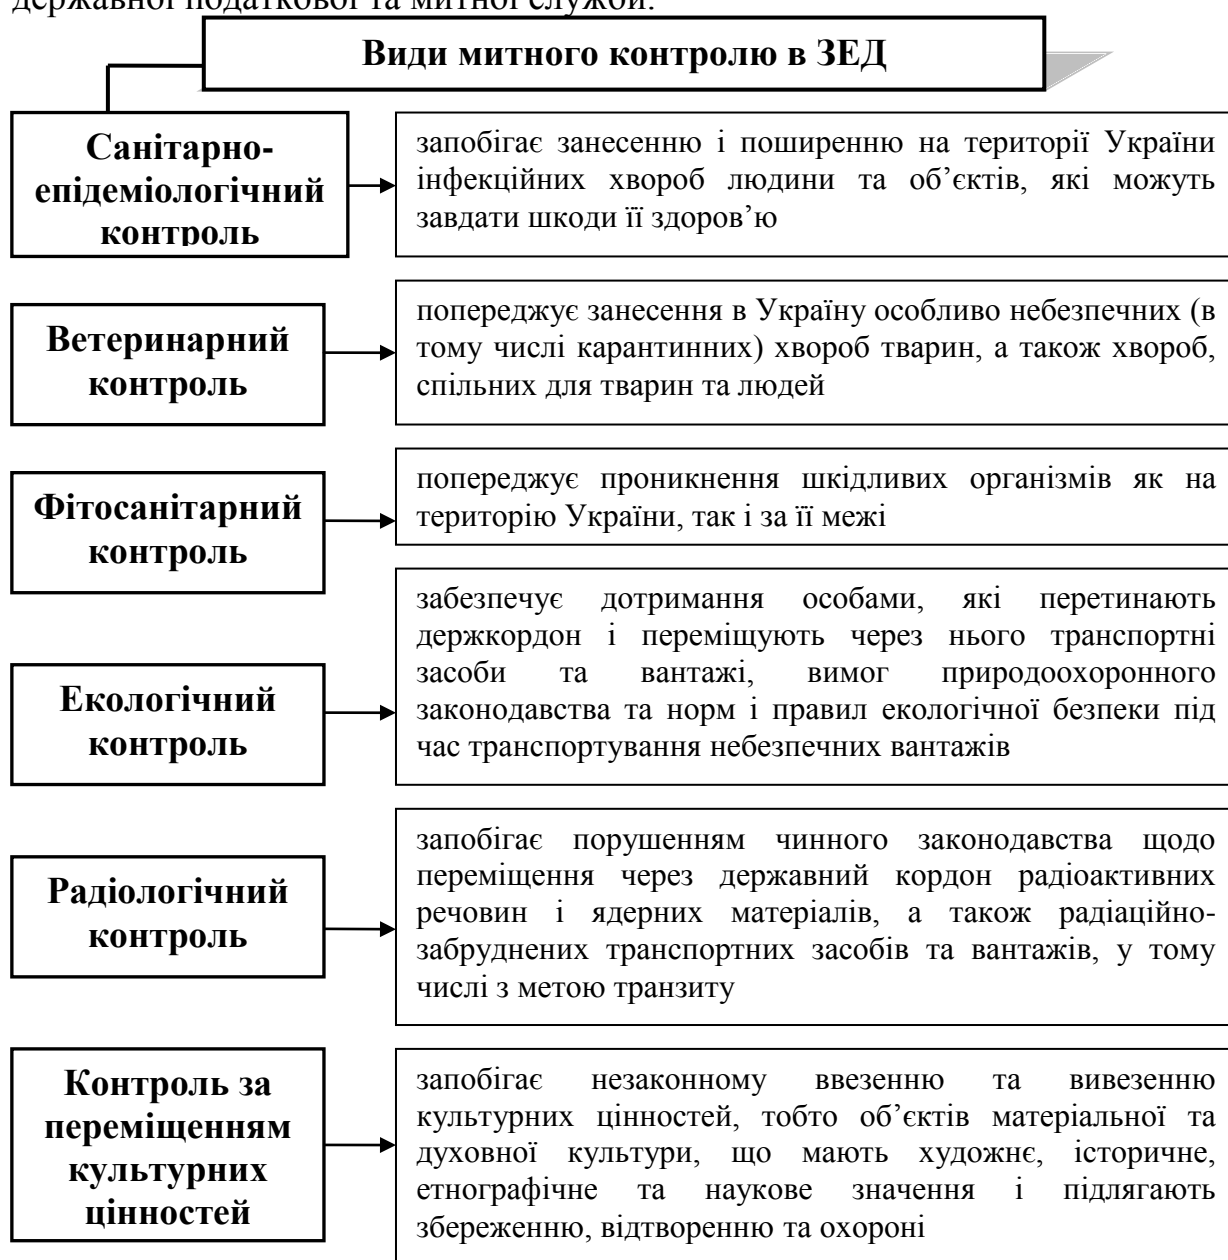 державної податкової та митної служби.
Види митного контролю в ЗЕД
Санітарно-
епідеміологічний
контроль
запобігає занесенню і поширенню на території України
інфекційних хвороб людини та об’єктів, які можуть
завдати шкоди її здоров’ю
Ветеринарний
контроль
попереджує занесення в Україну особливо небезпечних (в
тому числі карантинних) хвороб тварин, а також хвороб,
спільних для тварин та людей
Фітосанітарний
контроль
попереджує проникнення шкідливих організмів як на
територію України, так і за її межі
Екологічний
контроль
забезпечує дотримання особами, які перетинають
держкордон і переміщують через нього транспортні
засоби та вантажі, вимог природоохоронного
законодавства та норм і правил екологічної безпеки під
час транспортування небезпечних вантажів
Радіологічний
контроль
запобігає порушенням чинного законодавства щодо
переміщення через державний кордон радіоактивних
речовин і ядерних матеріалів, а також радіаційно-
забруднених транспортних засобів та вантажів, у тому
числі з метою транзиту
Контроль за
переміщенням
культурних
цінностей
запобігає незаконному ввезенню та вивезенню
культурних цінностей, тобто об’єктів матеріальної та
духовної культури, що мають художнє, історичне,
етнографічне та наукове значення і підлягають
збереженню, відтворенню та охороні